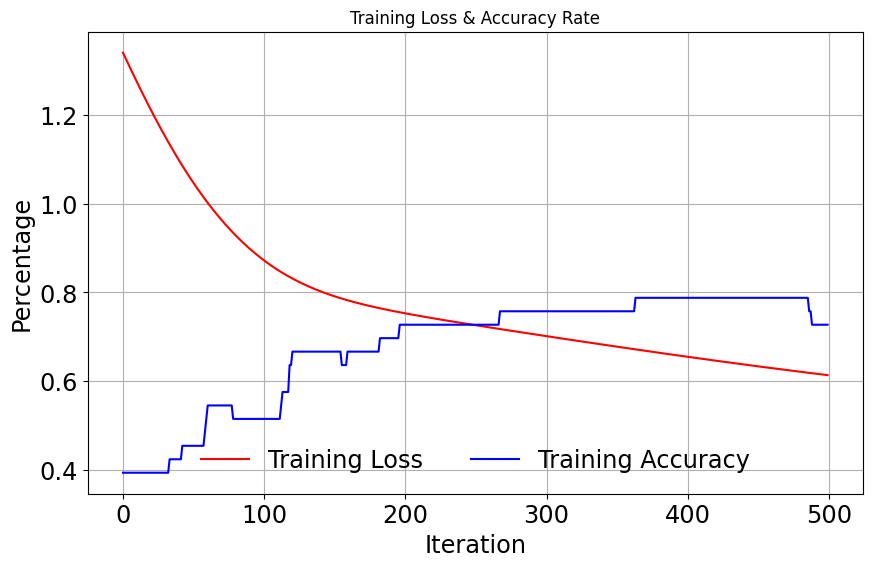 Training Loss & Accuracy Rate
Percentage
1.2
1.0
0.8
0.6
0.4
Training Loss Training Accuracy
0 100 200 300 400 500
Iteration